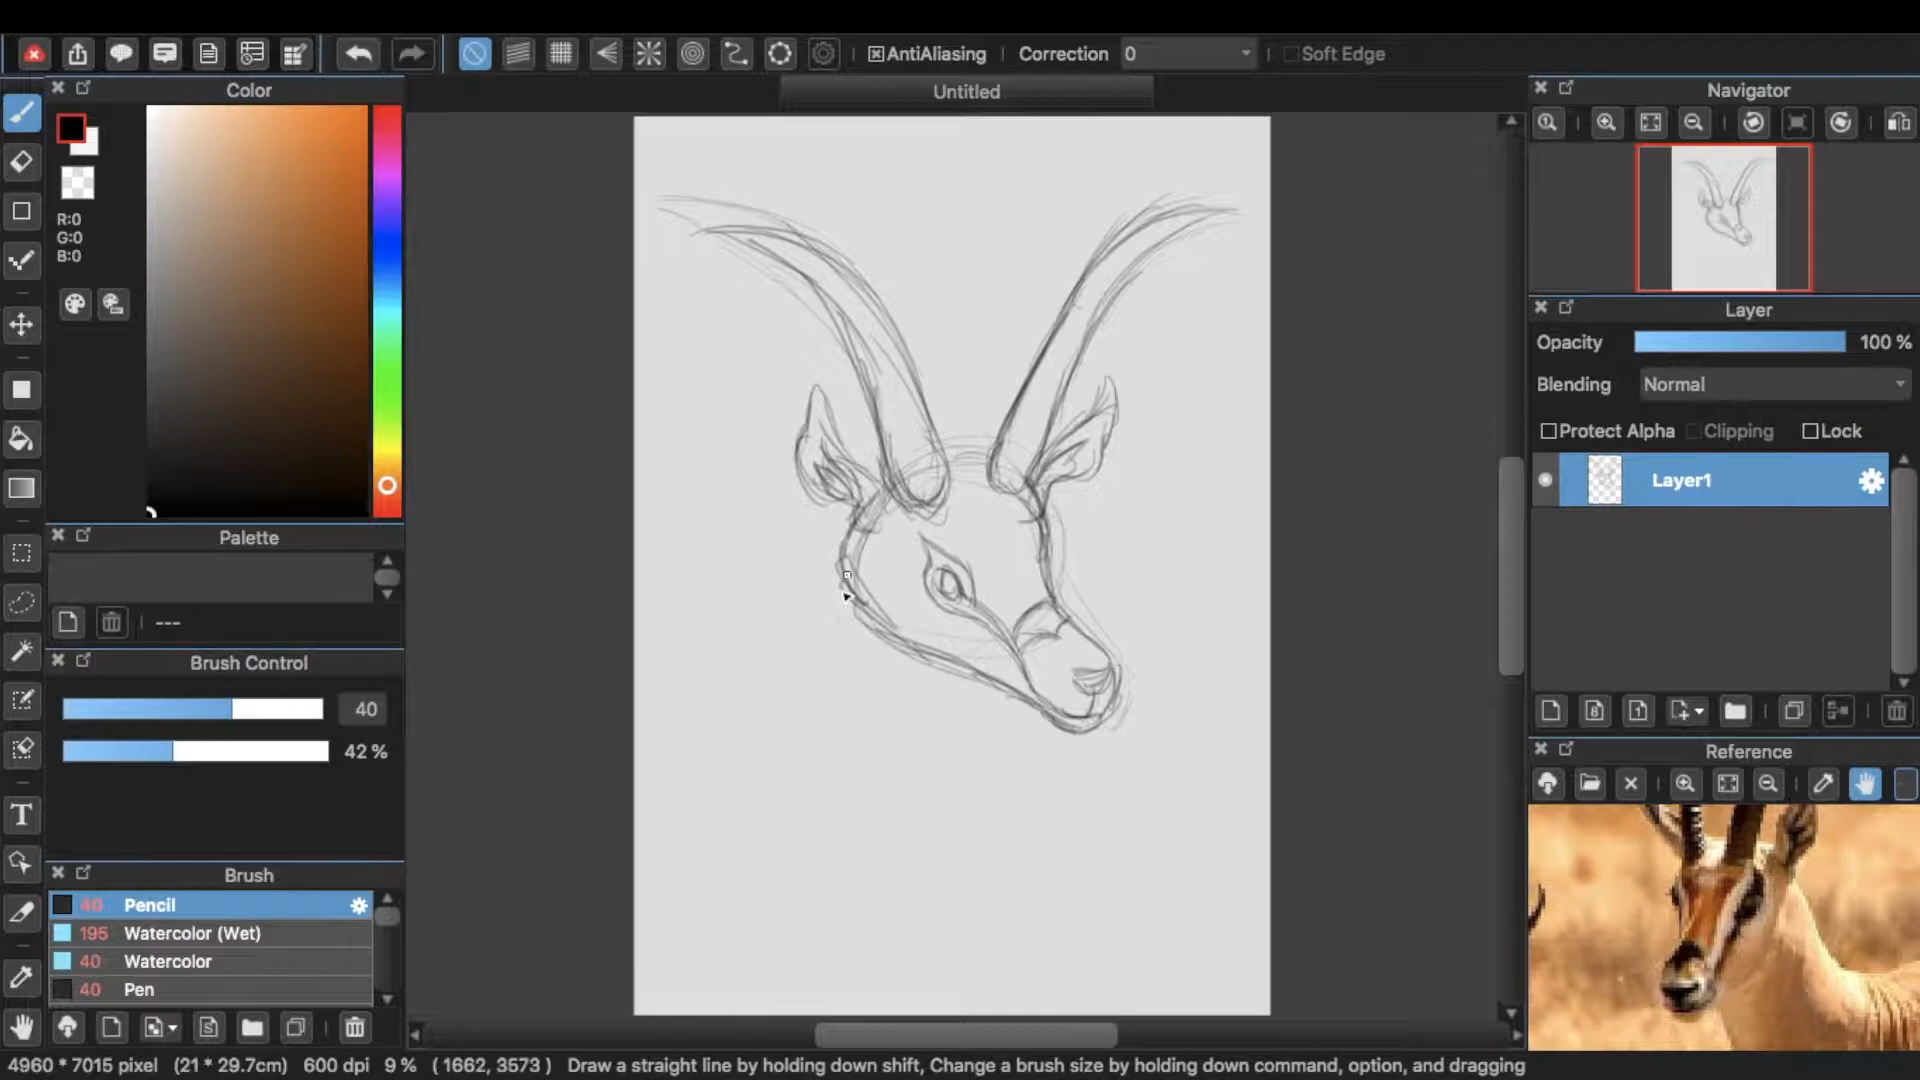 AntiAliasing
Correction 0
Soft Edge
Color
Untitled
Navigator
R:0
G:0
B:0
Layer
Opacity 100 %
Blending Normal
Protect Alpha Clipping Lock
Layer1
Palette
---
Brush Control
40
42 %
8
1
Reference
Brush
40 Pencil
195 Watercolor (Wet)
40 Watercolor
40 Pen
T
4960 * 7015 pixel (21 * 29.7cm) 600 dpi 9 % ( 1662, 3573 ) Draw a straight line by holding down shift, Change a brush size by holding down command, option, and dragging